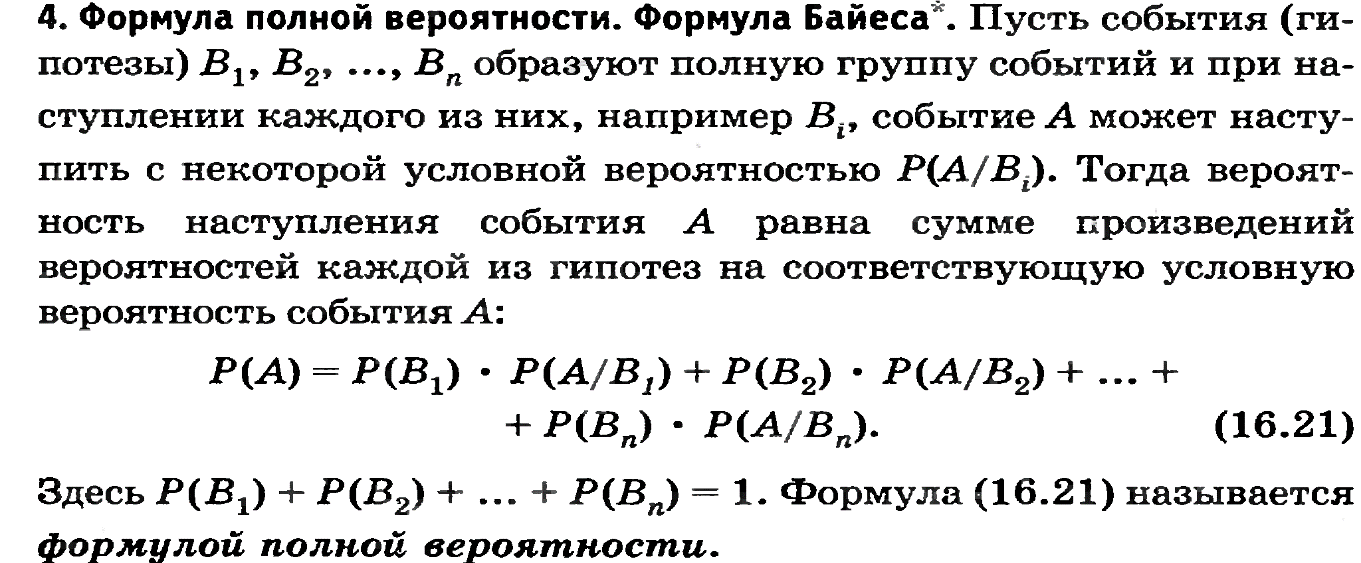 4. Формула полной вероятности. Формула Байеса*. Пусть события (ги-
потезы) B₁, B₂, ..., Bₙ образуют полную группу событий и при на-
ступлении каждого из них, например Bᵢ, событие A может насту-
пить с некоторой условной вероятностью P(A/Bᵢ). Тогда вероят-
ность наступления события A равна сумме произведений
вероятностей каждой из гипотез на соответствующую условную
вероятность события A:
P(A) = P(B₁) · P(A/B₁) + P(B₂) · P(A/B₂) + ... +
+ P(Bₙ) · P(A/Bₙ). (16.21)
Здесь P(B₁) + P(B₂) + ... + P(Bₙ) = 1. Формула (16.21) называется
формулой полной вероятности.